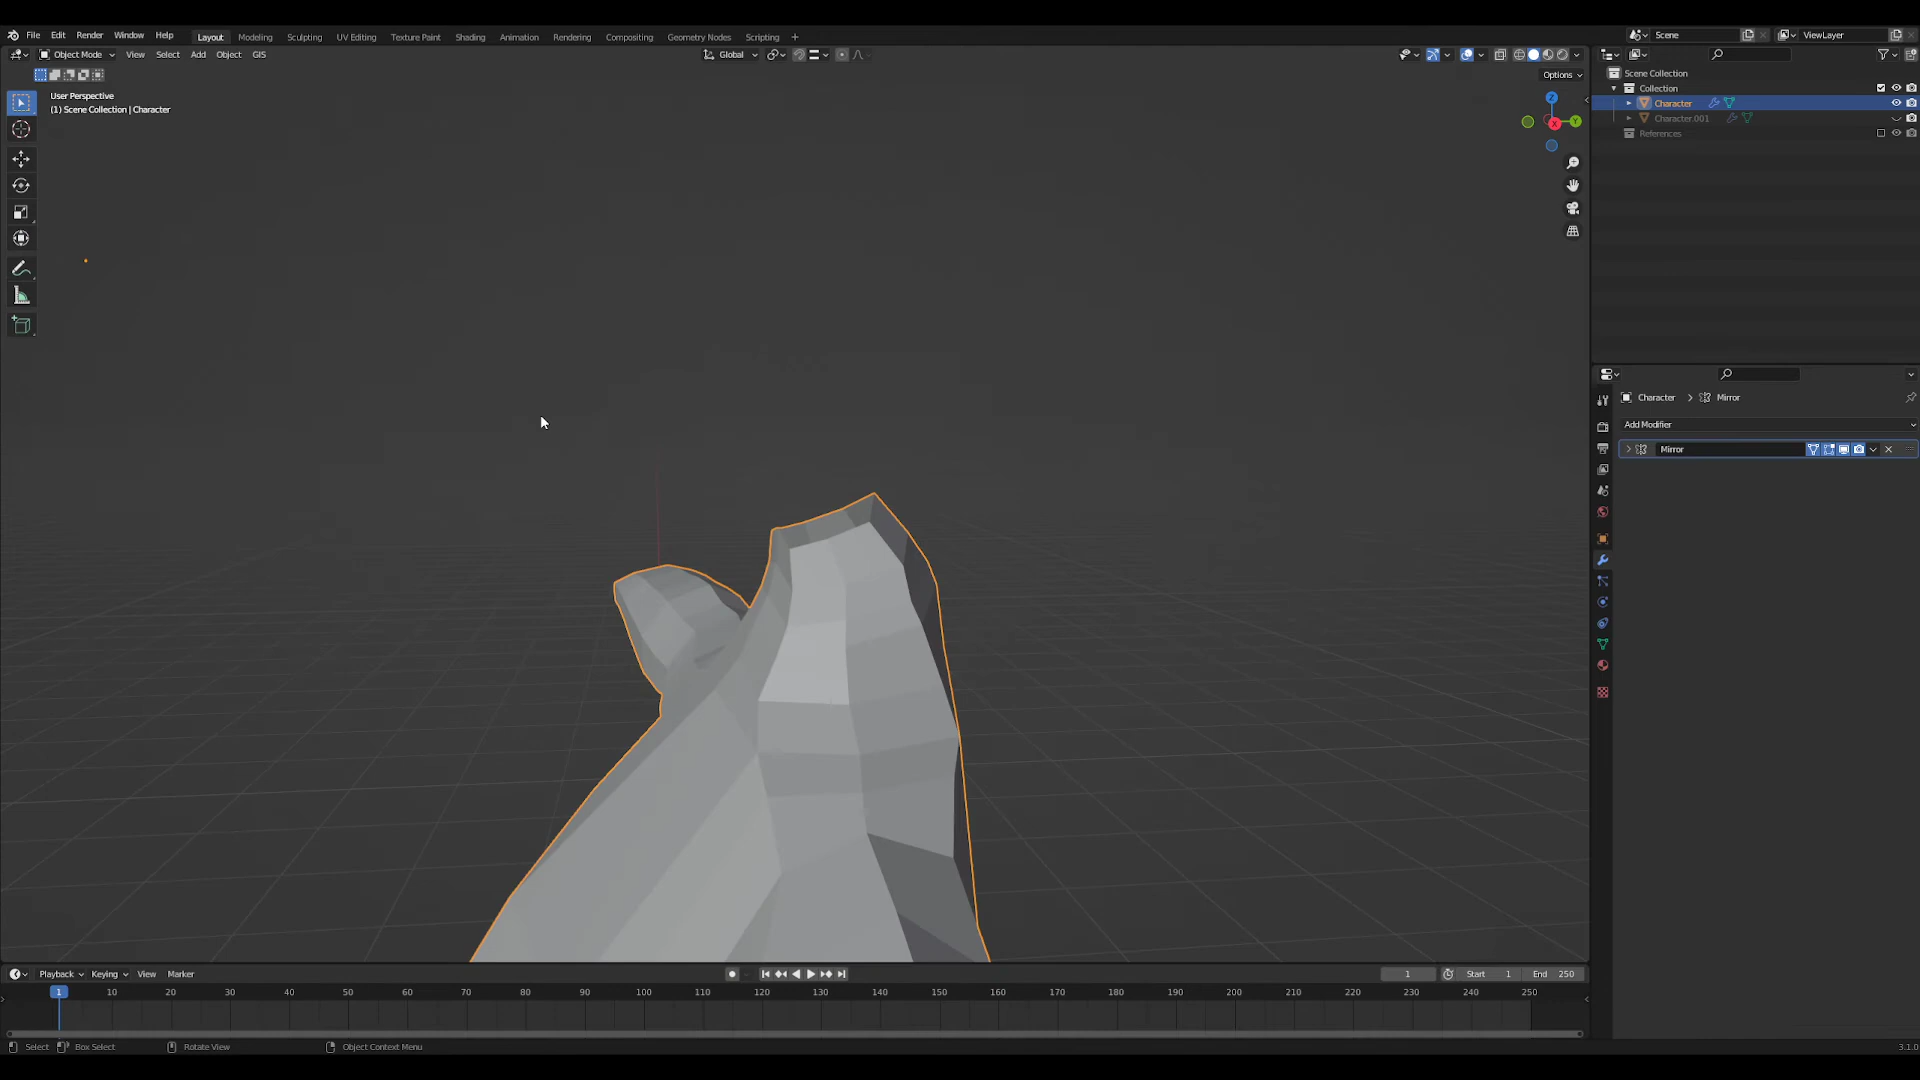 File Edit Render Window Help Layout Modeling Sculpting UV Editing Texture Paint Shading Animation Rendering Compositing Geometry Nodes Scripting + Scene ViewLayer
Object Mode View Select Add Object GIS Global
Options
User Perspective
(1) Scene Collection | Character
Z
Y
X
Scene Collection
Collection
Character
Character.001
References
Character > Mirror
Add Modifier
Mirror
Playback Keying View Marker 1 Start 1 End 250
1 10 20 30 40 50 60 70 80 90 100 110 120 130 140 150 160 170 180 190 200 210 220 230 240 250
Select Box Select Rotate View Object Context Menu 3.1.0